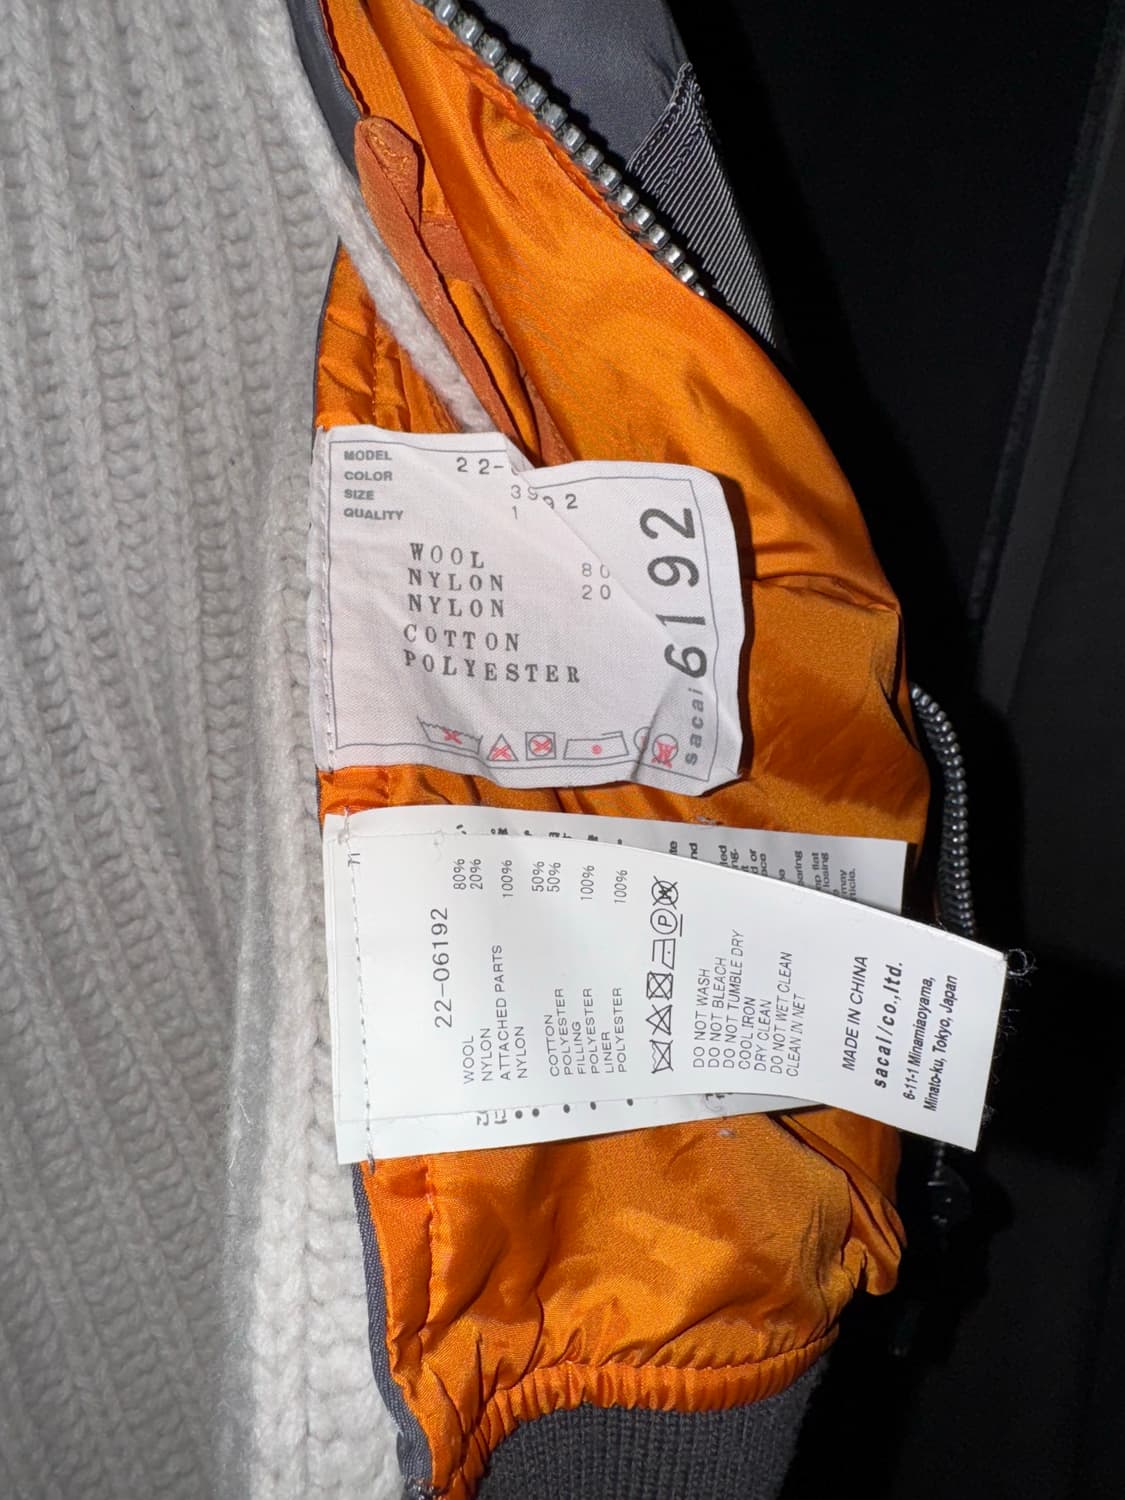 MODEL 22-
COLOR 392
SIZE 1
QUALITY
WOOL 80
NYLON 20
NYLON
COTTON
POLYESTER
sacai 6192
22-06192
WOOL 80%
NYLON 20%
ATTACHED PARTS
NYLON 100%
COTTON 50%
POLYESTER 50%
FILLING
POLYESTER 100%
LINER
POLYESTER 100%
P
W
DO NOT WASH
DO NOT BLEACH
DO NOT TUMBLE DRY
COOL IRON
DRY CLEAN
DO NOT WET CLEAN
CLEAN IN NET
MADE IN CHINA
sacai/co.,ltd.
6-11-1 Minamiaoyama,
Minato-ku, Tokyo, Japan